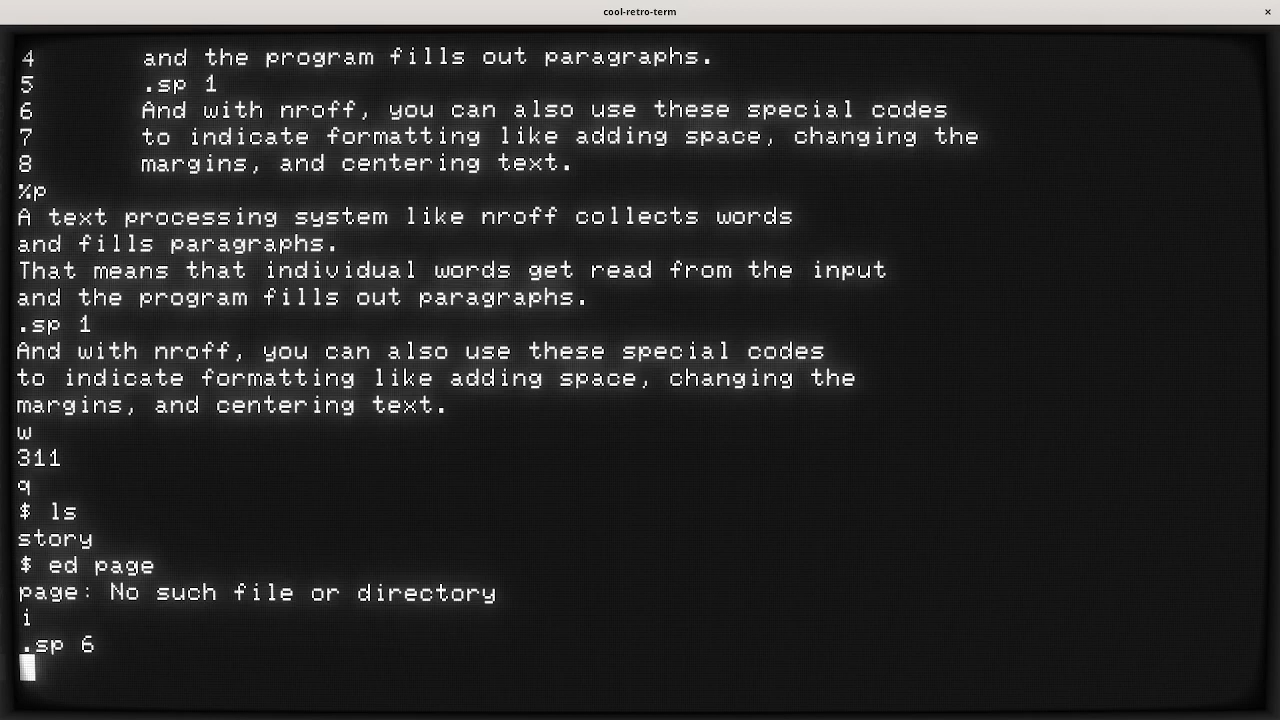 cool-retro-term ×
4 and the program fills out paragraphs.
5 .sp 1
6 And with nroff, you can also use these special codes
7 to indicate formatting like adding space, changing the
8 margins, and centering text.
%p
A text processing system like nroff collects words
and fills paragraphs.
That means that individual words get read from the input
and the program fills out paragraphs.
.sp 1
And with nroff, you can also use these special codes
to indicate formatting like adding space, changing the
margins, and centering text.
w
311
q
$ ls
story
$ ed page
page: No such file or directory
i
.sp 6